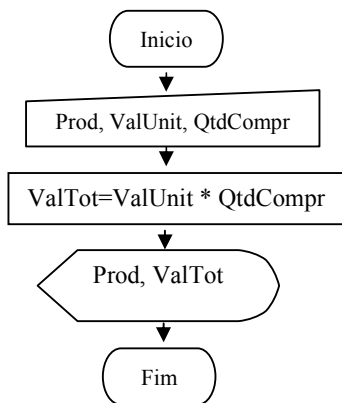 Inicio
Prod, ValUnit, QtdCompr
ValTot=ValUnit * QtdCompr
Prod, ValTot
Fim